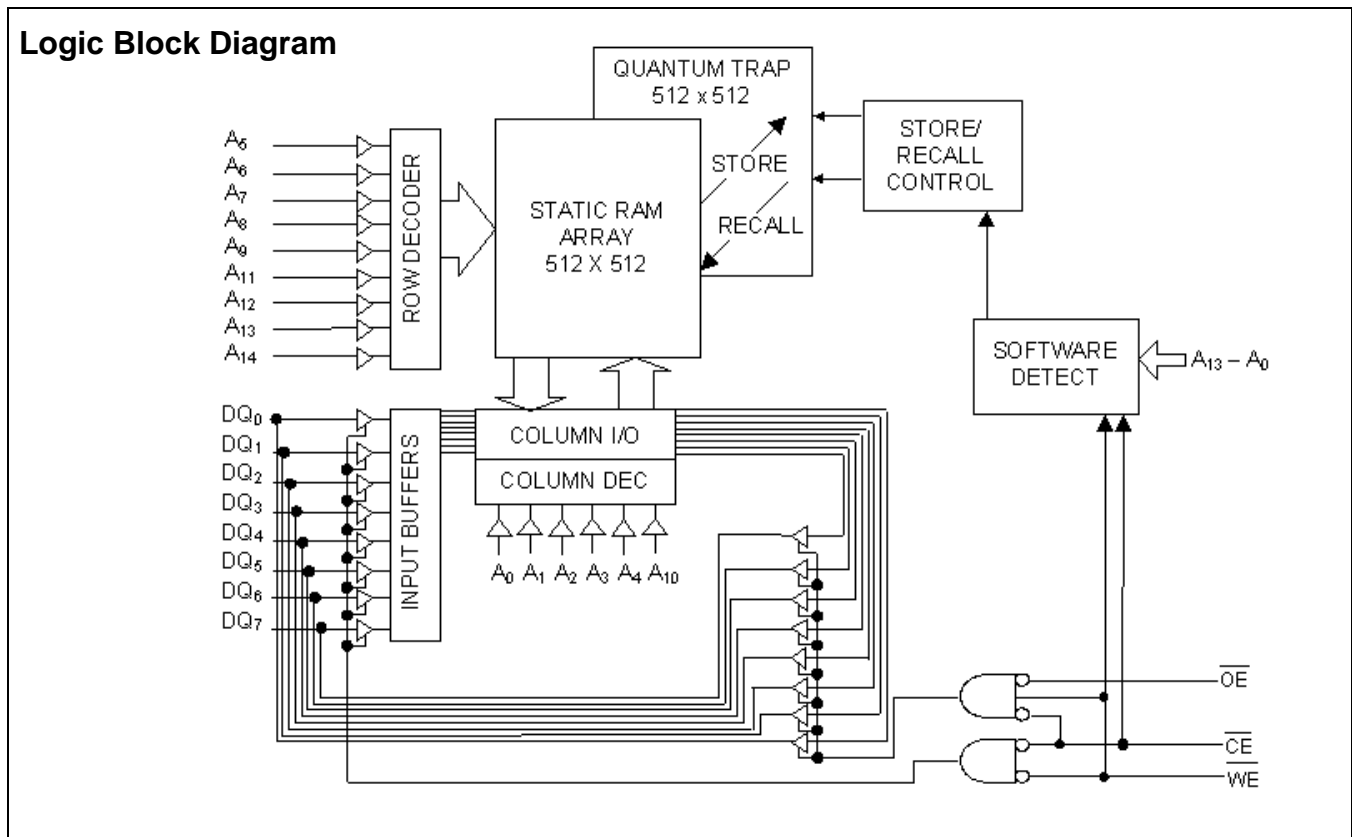 Logic Block Diagram
QUANTUM TRAP
512 x 512
STORE/
RECALL
CONTROL
STORE
RECALL
STATIC RAM
ARRAY
512 X 512
A5
A6
A7
A8
A9
A11
A12
A13
A14
ROW DECODER
SOFTWARE
DETECT
A13 – A0
DQ0
DQ1
DQ2
DQ3
DQ4
DQ5
DQ6
DQ7
INPUT BUFFERS
COLUMN I/O
COLUMN DEC
A0 A1 A2 A3 A4 A10
OE
CE
WE